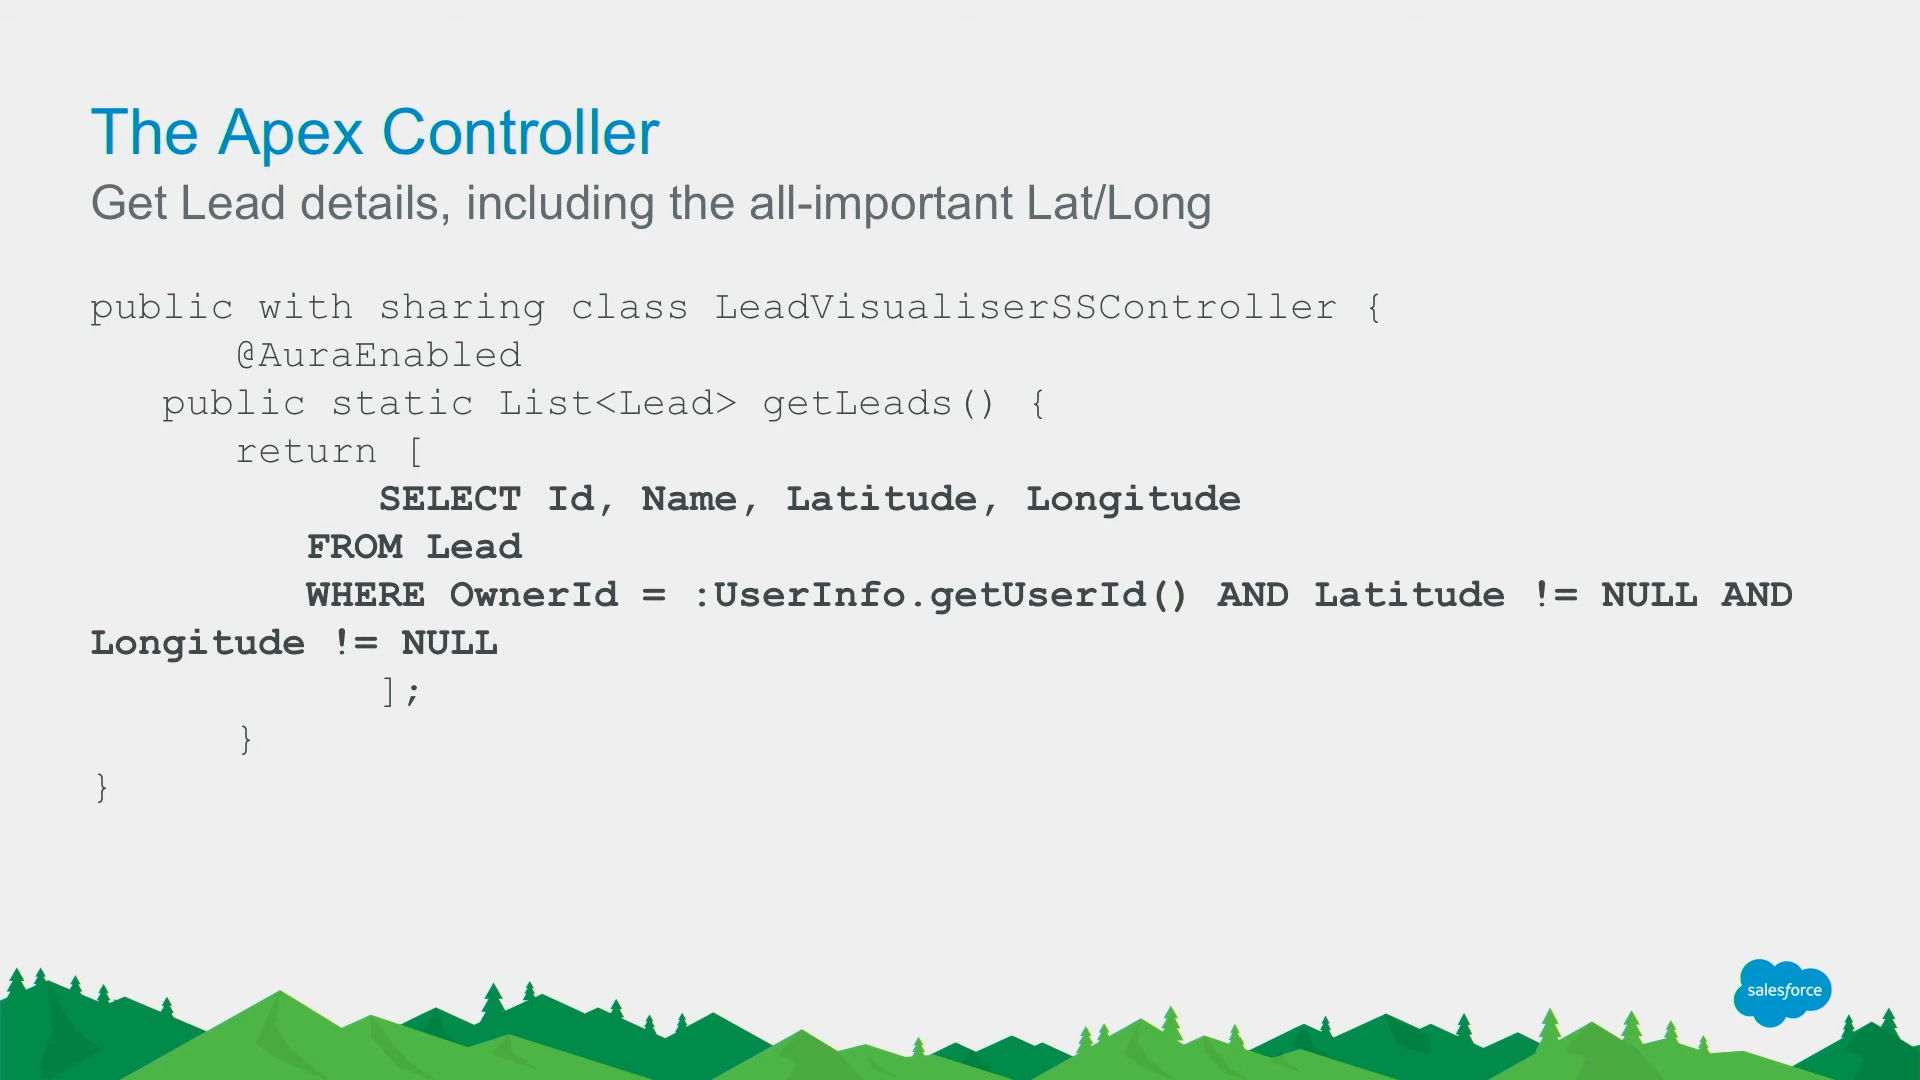 The Apex Controller
Get Lead details, including the all-important Lat/Long
public with sharing class LeadVisualiserSSController {
@AuraEnabled
public static List<Lead> getLeads() {
return [
SELECT Id, Name, Latitude, Longitude
FROM Lead
WHERE OwnerId = :UserInfo.getUserId() AND Latitude != NULL AND
Longitude != NULL
];
}
}
salesforce